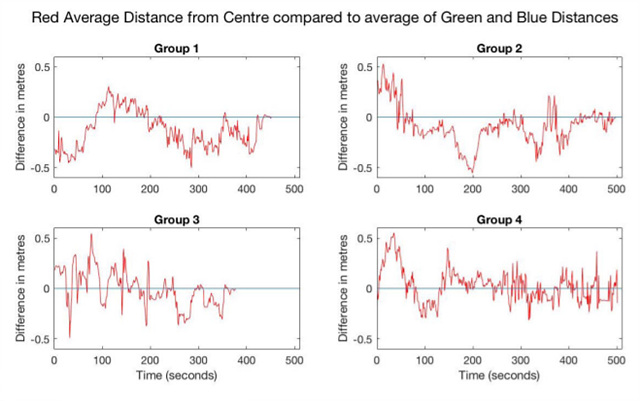 Red Average Distance from Centre compared to average of Green and Blue Distances
Group 1
Difference in metres
0.5
0
-0.5
0 100 200 300 400 500
Group 2
Difference in metres
0.5
0
-0.5
0 100 200 300 400 500
Group 3
Difference in metres
0.5
0
-0.5
0 100 200 300 400 500
Time (seconds)
Group 4
Difference in metres
0.5
0
-0.5
0 100 200 300 400 500
Time (seconds)